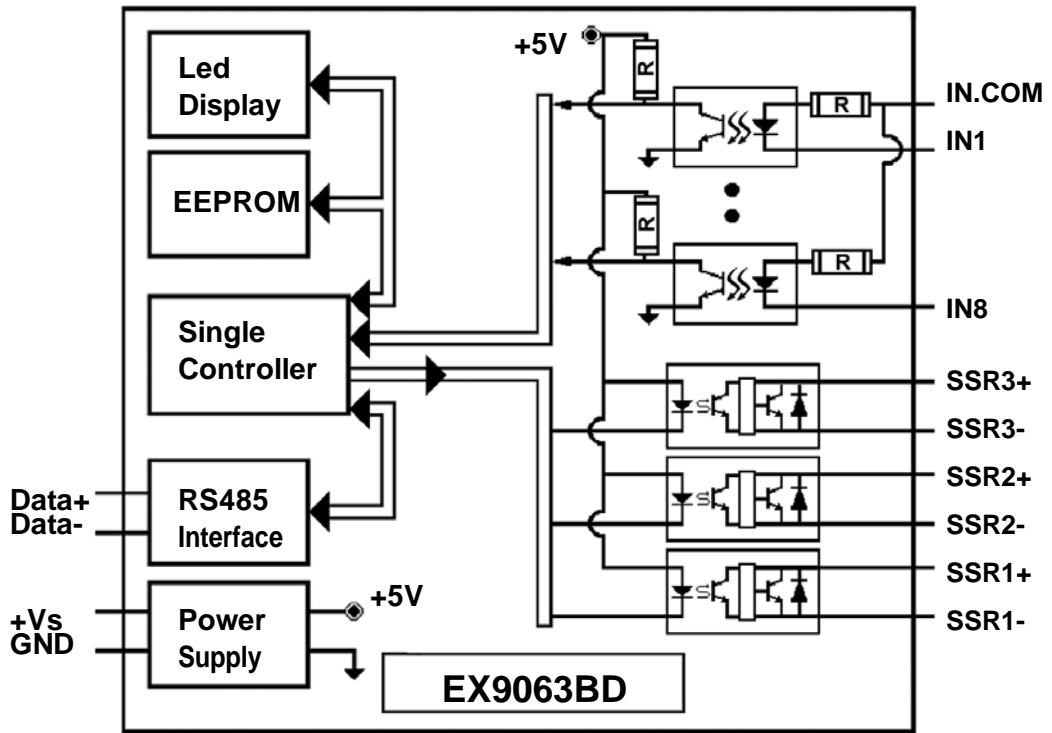 +5V
Led
Display
R
IN.COM
R
IN1
EEPROM
R
R
IN8
Single
Controller
SSR3+
SSR3-
SSR2+
SSR2-
Data+
Data-
RS485
Interface
SSR1+
SSR1-
+Vs
GND
Power
Supply
+5V
EX9063BD